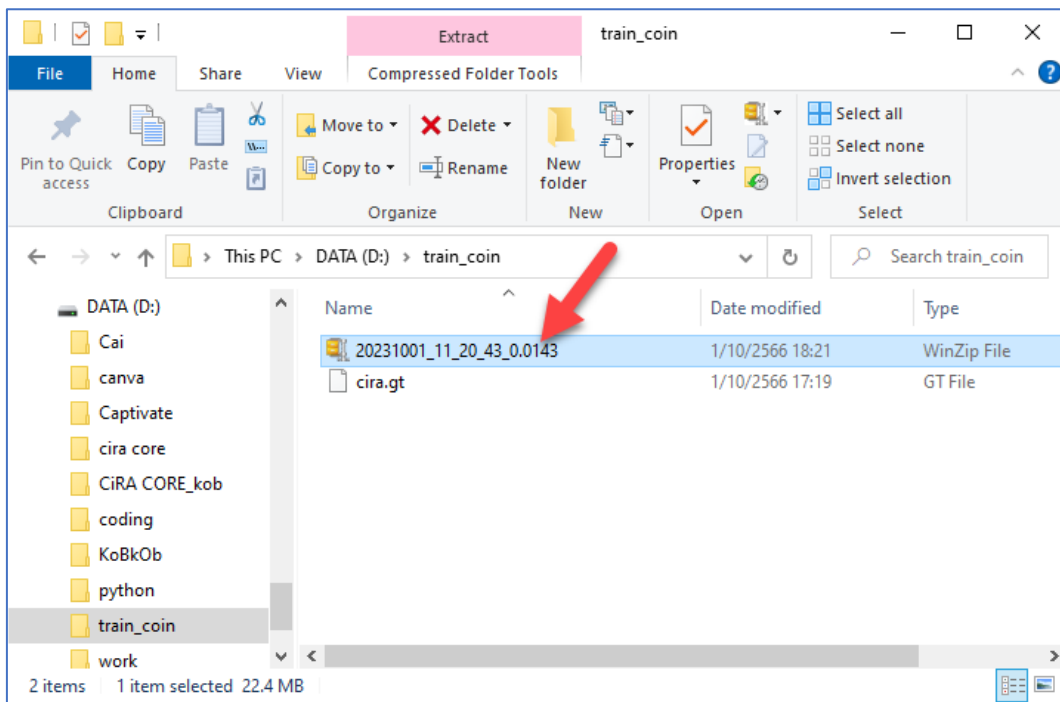 Extract
train_coin
File
Home
Share
View
Compressed Folder Tools
Pin to Quick access
Copy
Paste
Move to
Copy to
Delete
Rename
New folder
Properties
Select all
Select none
Invert selection
Clipboard
Organize
New
Open
Select
This PC > DATA (D:) > train_coin
Search train_coin
DATA (D:)
Cai
canva
Captivate
cira core
CiRA CORE_kob
coding
KoBkOb
python
train_coin
work
Name Date modified Type
20231001_11_20_43_0.0143 1/10/2566 18:21 WinZip File
cira.gt 1/10/2566 17:19 GT File
2 items 1 item selected 22.4 MB